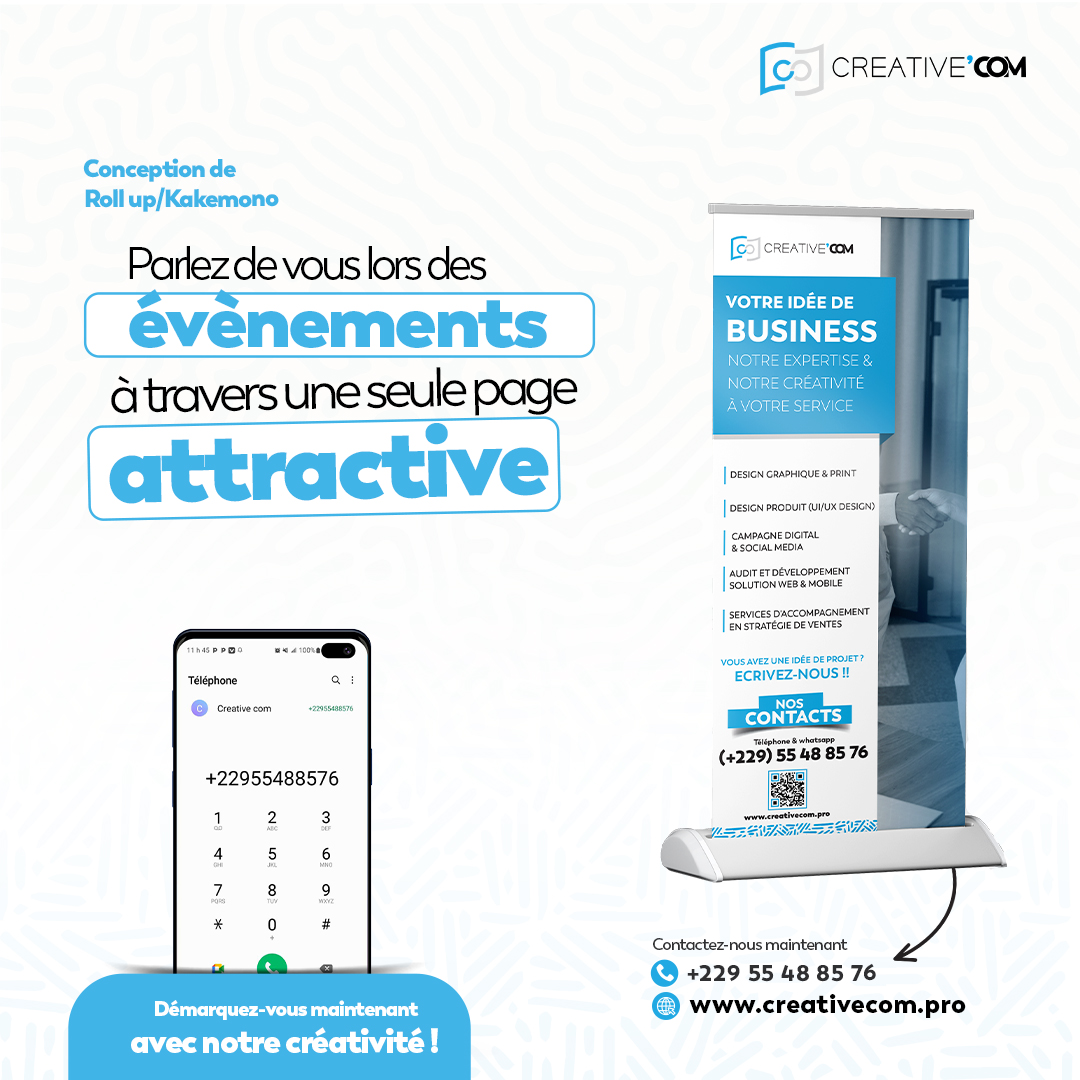 CREATIVE'COM
Conception de
Roll up/Kakemono
Parlez de vous lors des
évènements
à travers une seule page
attractive
CREATIVE'COM
VOTRE IDÉE DE
BUSINESS
NOTRE EXPERTISE &
NOTRE CRÉATIVITÉ
À VOTRE SERVICE
DESIGN GRAPHIQUE & PRINT
DESIGN PRODUIT (UI/UX DESIGN)
CAMPAGNE DIGITAL
& SOCIAL MEDIA
AUDIT ET DÉVELOPPEMENT
SOLUTION WEB & MOBILE
SERVICES D'ACCOMPAGNEMENT
EN STRATÉGIE DE VENTES
VOUS AVEZ UNE IDÉE DE PROJET ?
ECRIVEZ-NOUS !!
NOS
CONTACTS
Téléphone & whatsapp
(+229) 55 48 85 76
www.creativecom.pro
11 h 45 P P 100%
Téléphone
C Creative com +22955488576
+22955488576
1 2 3
QD ABC DEF
4 5 6
GHI JKL MNO
7 8 9
PQRS TUV WXYZ
* 0 #
+
Démarquez-vous maintenant
avec notre créativité !
Contactez-nous maintenant
+229 55 48 85 76
www.creativecom.pro